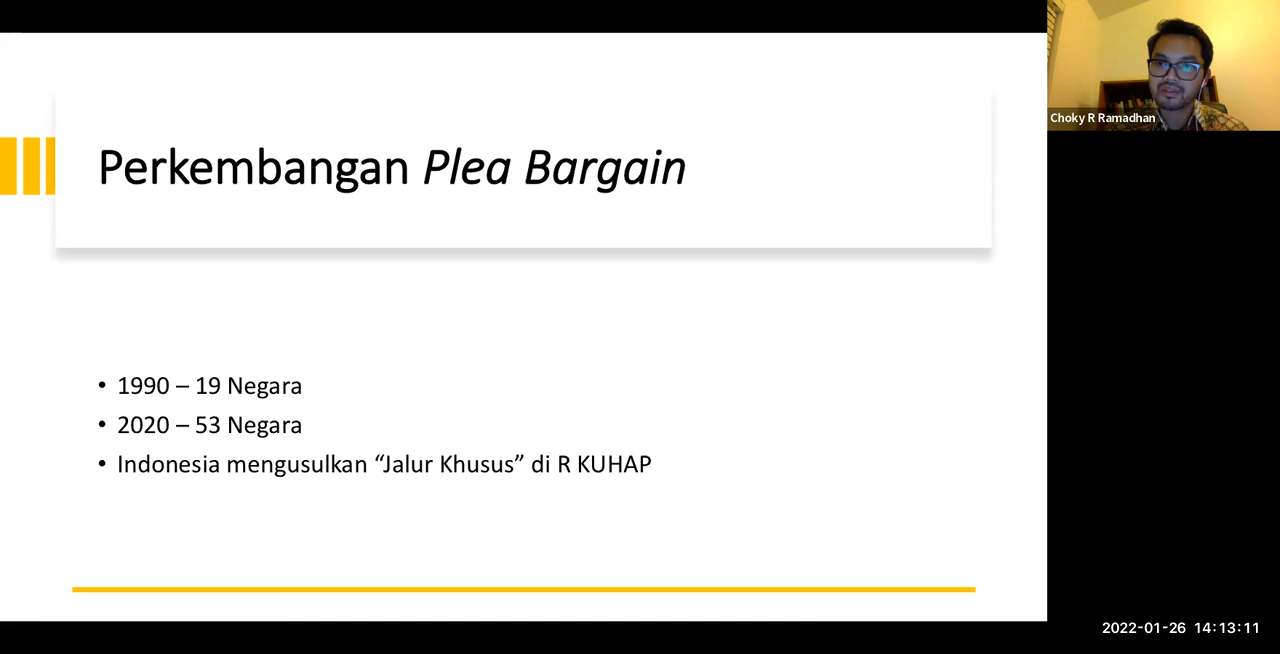 Perkembangan Plea Bargain
• 1990 – 19 Negara
• 2020 – 53 Negara
• Indonesia mengusulkan “Jalur Khusus” di R KUHAP
Choky R Ramadhan
2022-01-26 14:13:11